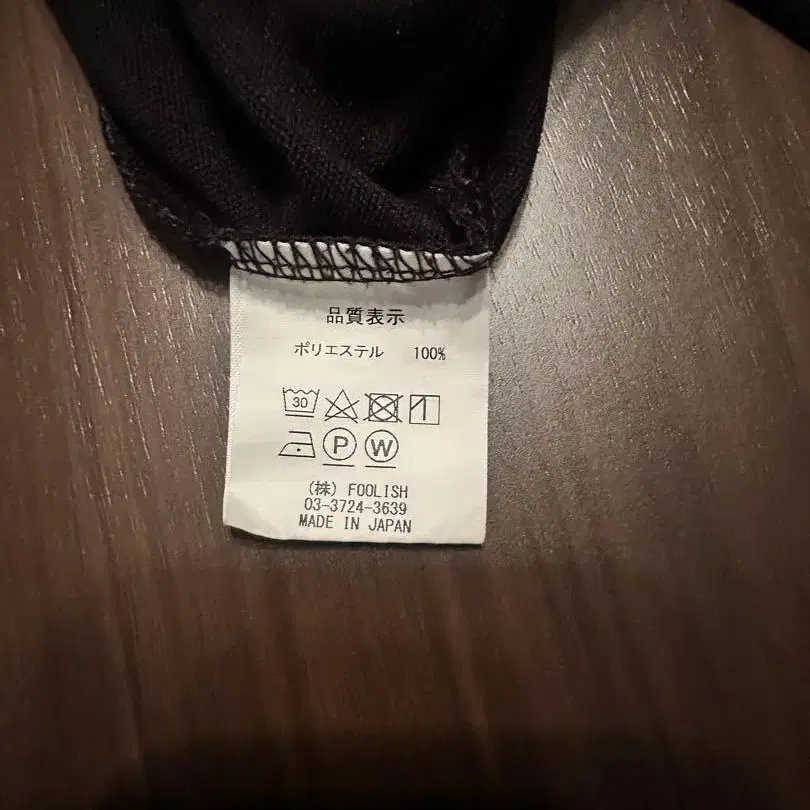 品質表示
ポリエステル 100%
30
P W
(株) FOOLISH
03-3724-3639
MADE IN JAPAN